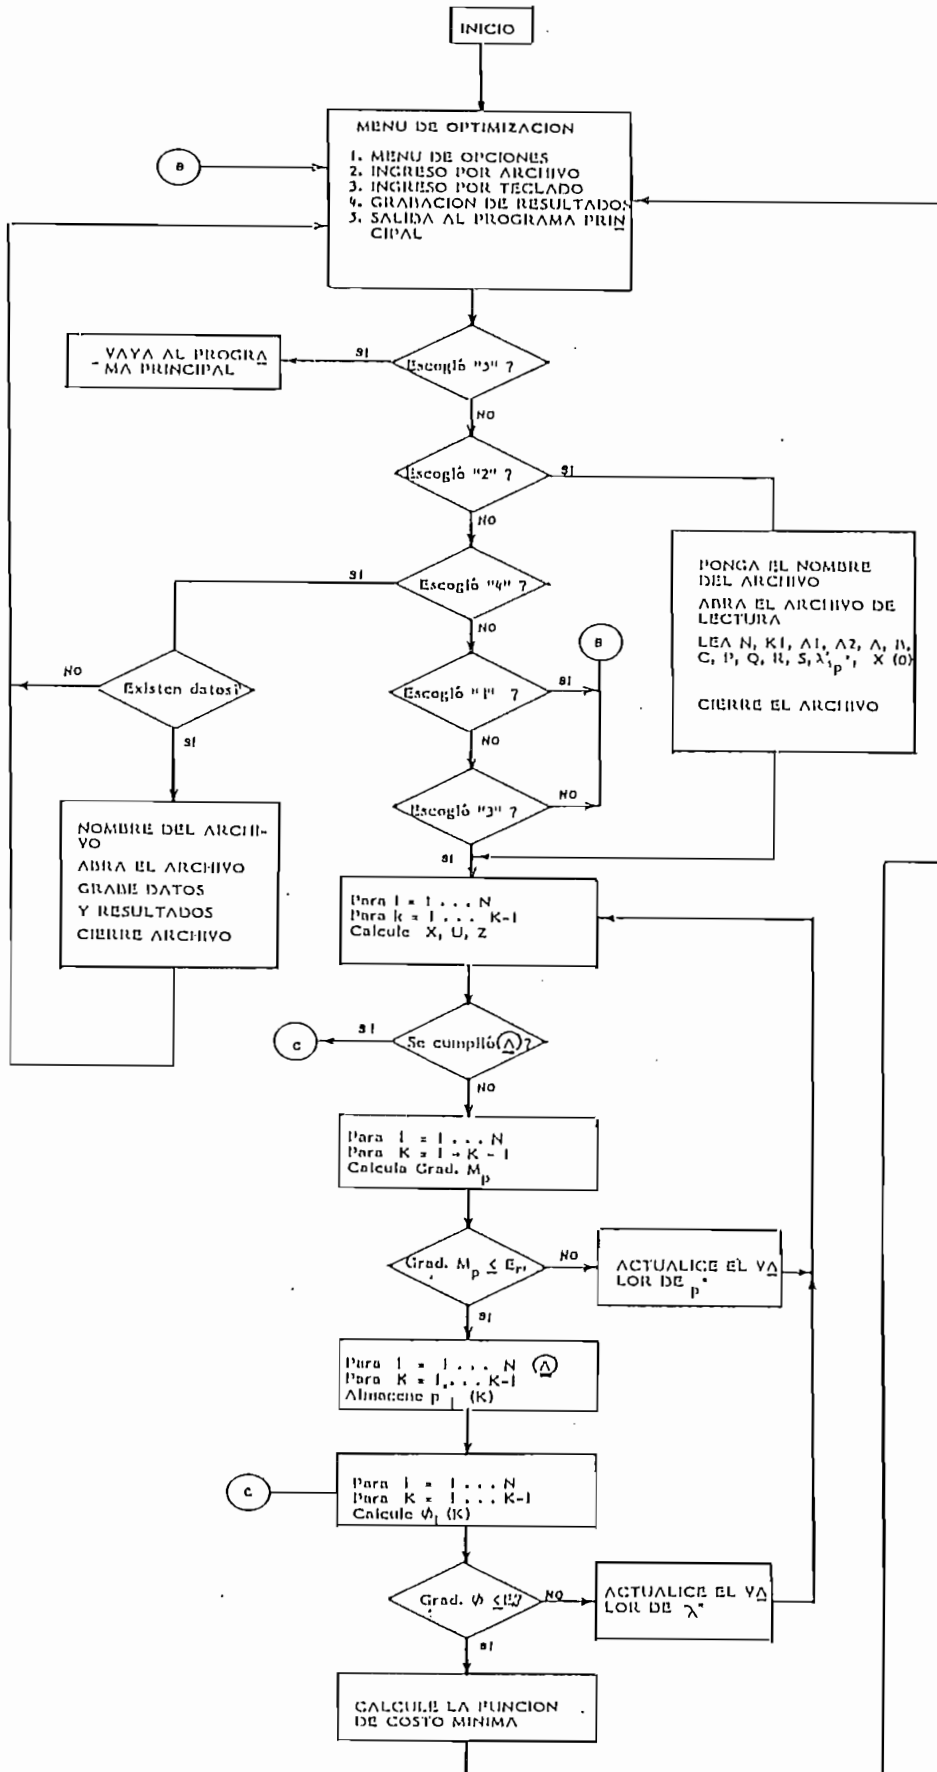 INICIO
MENU DE OPTIMIZACION
1. MENU DE OPCIONES
2. INGRESO POR ARCHIVO
3. INGRESO POR TECLADO
4. GRABACION DE RESULTADOS
5. SALIDA AL PROGRAMA PRIN
CIPAL
B
VAYA AL PROGRA
MA PRINCIPAL
SI
Escogió "5" ?
NO
Escogió "2" ?
SI
NO
PONGA EL NOMBRE
DEL ARCHIVO
ABRA EL ARCHIVO DE
LECTURA
LEA N, K1, A1, A2, A, B,
C, P, Q, R, S, λ, p, X (0)
CIERRE EL ARCHIVO
SI
Escogió "4" ?
NO
B
NO
Existen datos?
SI
Escogió "1" ?
SI
NO
Escogió "3" ?
NO
SI
NOMBRE DEL ARCHI-
VO
ABRA EL ARCHIVO
GRABE DATOS
Y RESULTADOS
CIERRE ARCHIVO
Para i = 1 . . . N
Para k = 1 . . . K-1
Calcule X, U, Z
C
SI
Se cumplió A ?
NO
Para i = 1 . . . N
Para K = 1 → K - 1
Calcula Grad. Mp
Grad. Mp ≤ Er,
NO
ACTUALICE EL VA
LOR DE p*
SI
Para i = 1 . . . N A
Para K = 1 . . . K-1
Almacene pi (K)
C
Para i = 1 . . . N
Para K = 1 . . . K-1
Calcule φi (K)
Grad. φ ≤
NO
ACTUALICE EL VA
LOR DE λ*
SI
CALCULE LA FUNCION
DE COSTO MINIMA